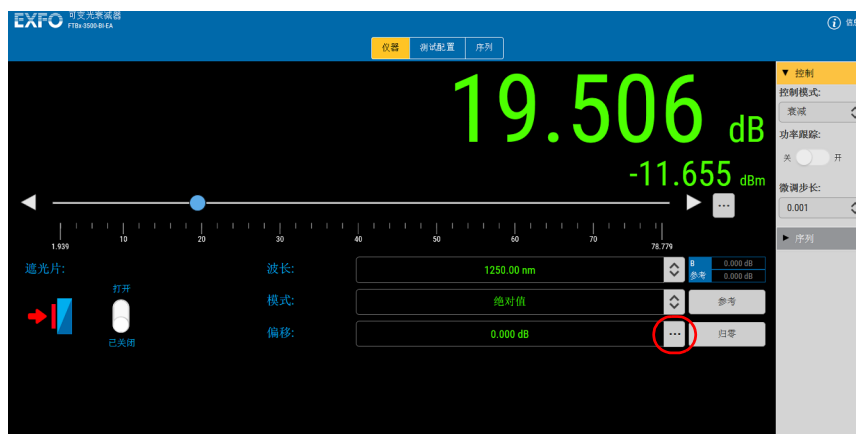 EXFO 可变光衰减器
FTBx-3500-BI-EA
信息
仪器 测试配置 序列
19.506 dB
-11.655 dBm
...
1.939 10 20 30 40 50 60 70 78.779
遮光片:
打开
已关闭
波长: 1250.00 nm
B 0.000 dB
参考 0.000 dB
模式: 绝对值
参考
偏移: 0.000 dB ...
归零
▼ 控制
控制模式:
衰减
功率跟踪:
关 开
微调步长:
0.001
▶ 序列